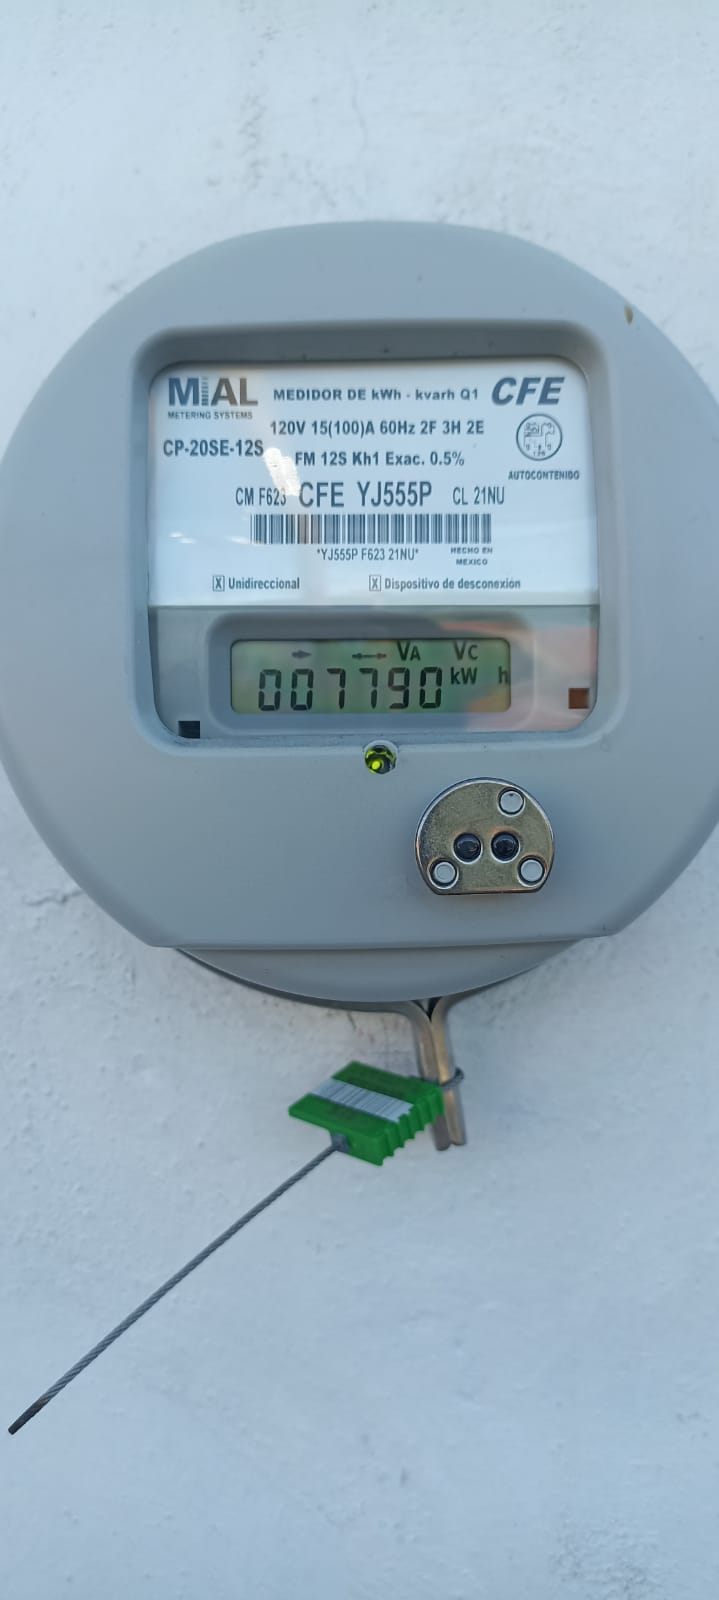 MIAL MEDIDOR DE kWh - kvarh Q1 CFE
METERING SYSTEMS
120V 15(100)A 60Hz 2F 3H 2E
CP-20SE-12S
FM 12S Kh1 Exac. 0.5%
AUTOCONTENIDO
CM F623 CFE YJ555P CL 21NU
*YJ555P F623 21NU* HECHO EN
MEXICO
X Unidireccional X Dispositivo de desconexión
VA VC
007790 kW h